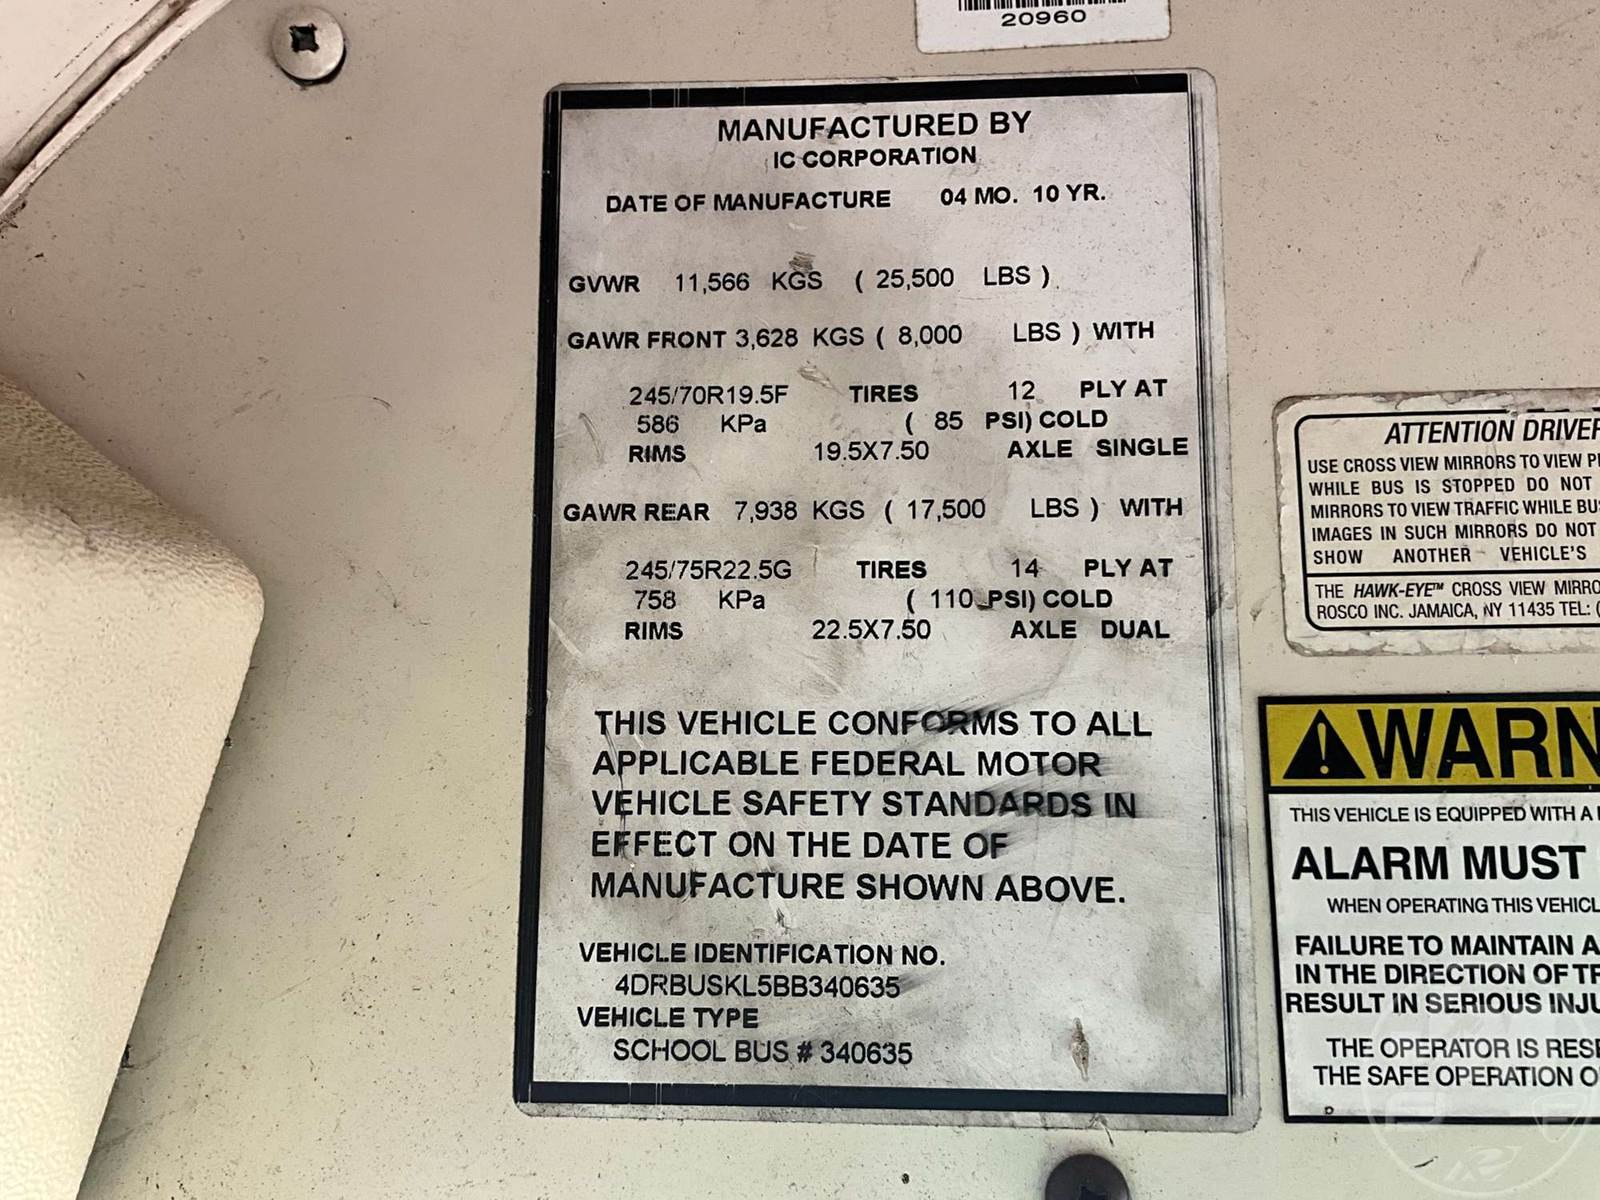 20960
MANUFACTURED BY
IC CORPORATION
DATE OF MANUFACTURE 04 MO. 10 YR.
GVWR 11,566 KGS ( 25,500 LBS )
GAWR FRONT 3,628 KGS ( 8,000 LBS ) WITH
245/70R19.5F TIRES 12 PLY AT
586 KPa ( 85 PSI) COLD
RIMS 19.5X7.50 AXLE SINGLE
GAWR REAR 7,938 KGS ( 17,500 LBS ) WITH
245/75R22.5G TIRES 14 PLY AT
758 KPa ( 110 PSI) COLD
RIMS 22.5X7.50 AXLE DUAL
THIS VEHICLE CONFORMS TO ALL
APPLICABLE FEDERAL MOTOR
VEHICLE SAFETY STANDARDS IN
EFFECT ON THE DATE OF
MANUFACTURE SHOWN ABOVE.
VEHICLE IDENTIFICATION NO.
4DRBUSKL5BB340635
VEHICLE TYPE
SCHOOL BUS # 340635
ATTENTION DRIVER
USE CROSS VIEW MIRRORS TO VIEW
WHILE BUS IS STOPPED DO NOT
MIRRORS TO VIEW TRAFFIC WHILE BUS
IMAGES IN SUCH MIRRORS DO NOT
SHOW ANOTHER VEHICLE'S
THE HAWK-EYE™ CROSS VIEW MIRRO
ROSCO INC. JAMAICA, NY 11435 TEL: (
WARN
THIS VEHICLE IS EQUIPPED WITH A
ALARM MUST
WHEN OPERATING THIS VEHICL
FAILURE TO MAINTAIN A
IN THE DIRECTION OF TR
RESULT IN SERIOUS INJU
THE OPERATOR IS RESP
THE SAFE OPERATION O